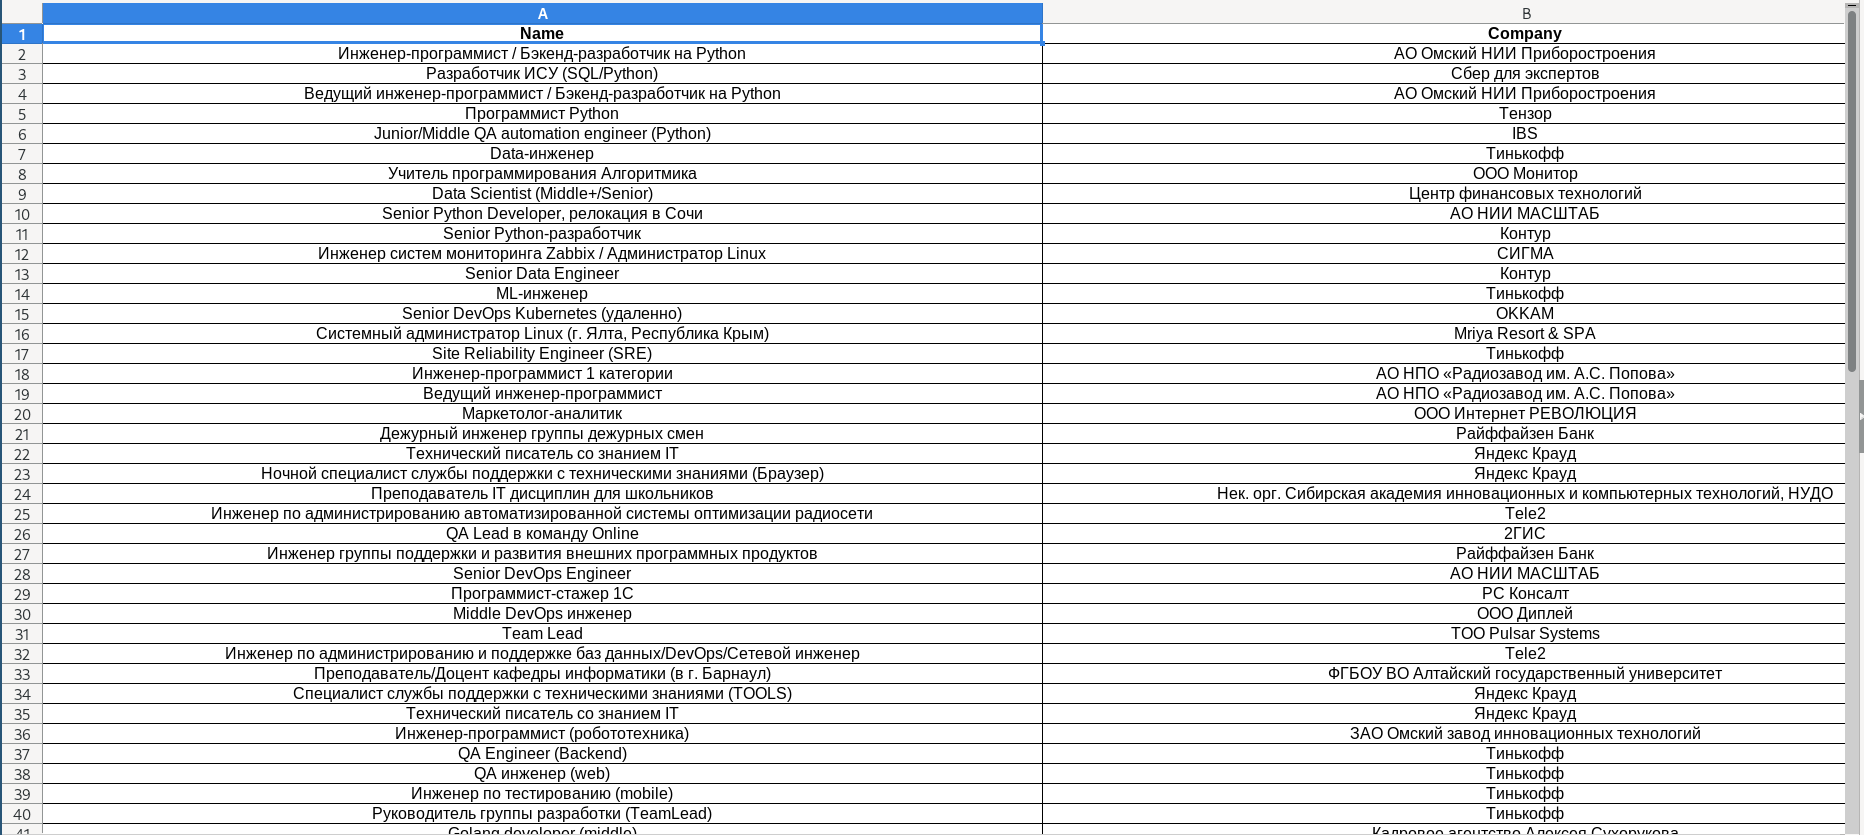 A B
1 Name Company
2 Инженер-программист / Бэкенд-разработчик на Python АО Омский НИИ Приборостроения
3 Разработчик ИСУ (SQL/Python) Сбер для экспертов
4 Ведущий инженер-программист / Бэкенд-разработчик на Python АО Омский НИИ Приборостроения
5 Программист Python Тензор
6 Junior/Middle QA automation engineer (Python) IBS
7 Data-инженер Тинькофф
8 Учитель программирования Алгоритмика ООО Монитор
9 Data Scientist (Middle+/Senior) Центр финансовых технологий
10 Senior Python Developer, релокация в Сочи АО НИИ МАСШТАБ
11 Senior Python-разработчик Контур
12 Инженер систем мониторинга Zabbix / Администратор Linux СИГМА
13 Senior Data Engineer Контур
14 ML-инженер Тинькофф
15 Senior DevOps Kubernetes (удаленно) OKKAM
16 Системный администратор Linux (г. Ялта, Республика Крым) Mriya Resort & SPA
17 Site Reliability Engineer (SRE) Тинькофф
18 Инженер-программист 1 категории АО НПО «Радиозавод им. А.С. Попова»
19 Ведущий инженер-программист АО НПО «Радиозавод им. А.С. Попова»
20 Маркетолог-аналитик ООО Интернет РЕВОЛЮЦИЯ
21 Дежурный инженер группы дежурных смен Райффайзен Банк
22 Технический писатель со знанием IT Яндекс Крауд
23 Ночной специалист службы поддержки с техническими знаниями (Браузер) Яндекс Крауд
24 Преподаватель IT дисциплин для школьников Нек. орг. Сибирская академия инновационных и компьютерных технологий, НУДО
25 Инженер по администрированию автоматизированной системы оптимизации радиосети Tele2
26 QA Lead в команду Online 2ГИС
27 Инженер группы поддержки и развития внешних программных продуктов Райффайзен Банк
28 Senior DevOps Engineer АО НИИ МАСШТАБ
29 Программист-стажер 1С РС Консалт
30 Middle DevOps инженер ООО Диплей
31 Team Lead ТОО Pulsar Systems
32 Инженер по администрированию и поддержке баз данных/DevOps/Сетевой инженер Tele2
33 Преподаватель/Доцент кафедры информатики (в г. Барнаул) ФГБОУ ВО Алтайский государственный университет
34 Специалист службы поддержки с техническими знаниями (TOOLS) Яндекс Крауд
35 Технический писатель со знанием IT Яндекс Крауд
36 Инженер-программист (робототехника) ЗАО Омский завод инновационных технологий
37 QA Engineer (Backend) Тинькофф
38 QA инженер (web) Тинькофф
39 Инженер по тестированию (mobile) Тинькофф
40 Руководитель группы разработки (TeamLead) Тинькофф
41 Golang developer (middle) Кадровое агентство Алексея Сухорукова